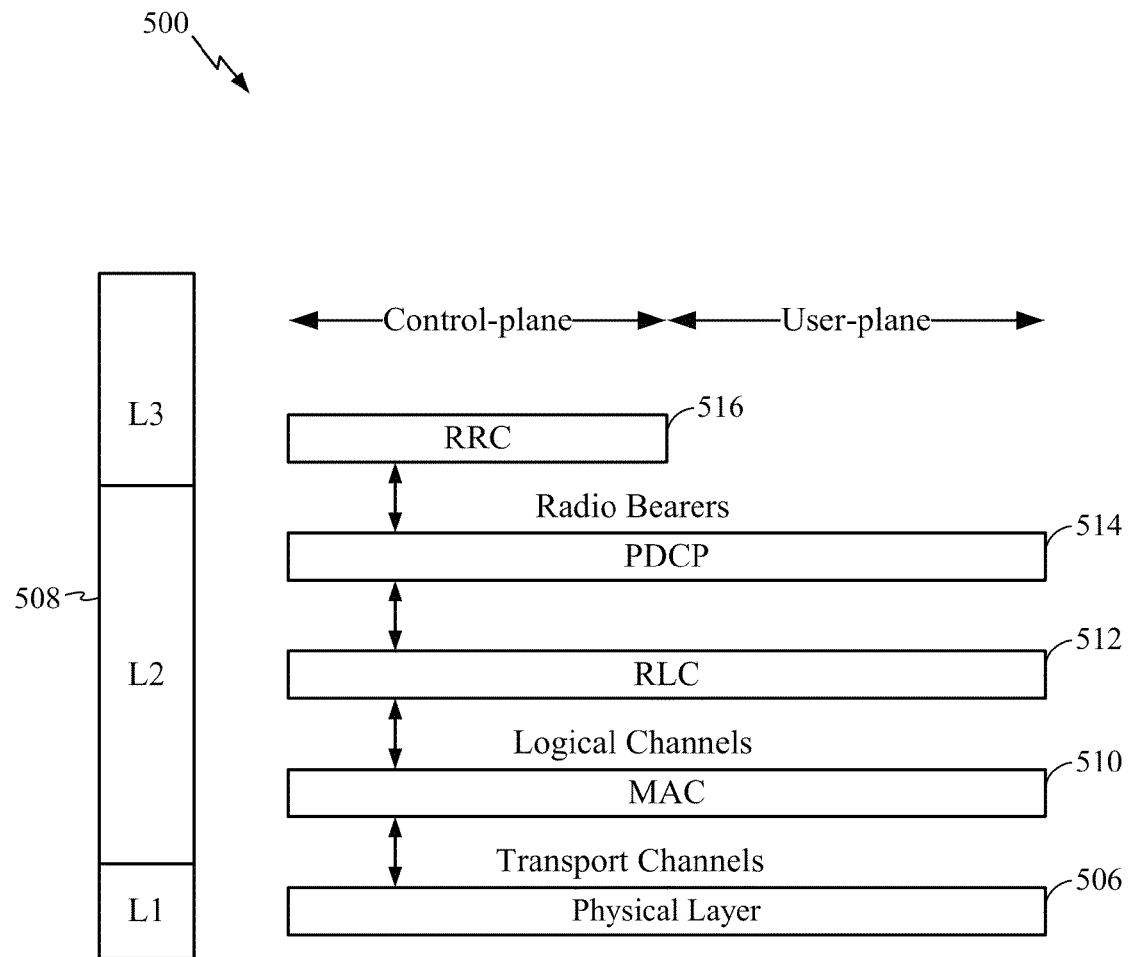 500
Control-plane
User-plane
L3
516
RRC
Radio Bearers
514
PDCP
508
512
L2
RLC
Logical Channels
510
MAC
Transport Channels
506
L1
Physical Layer